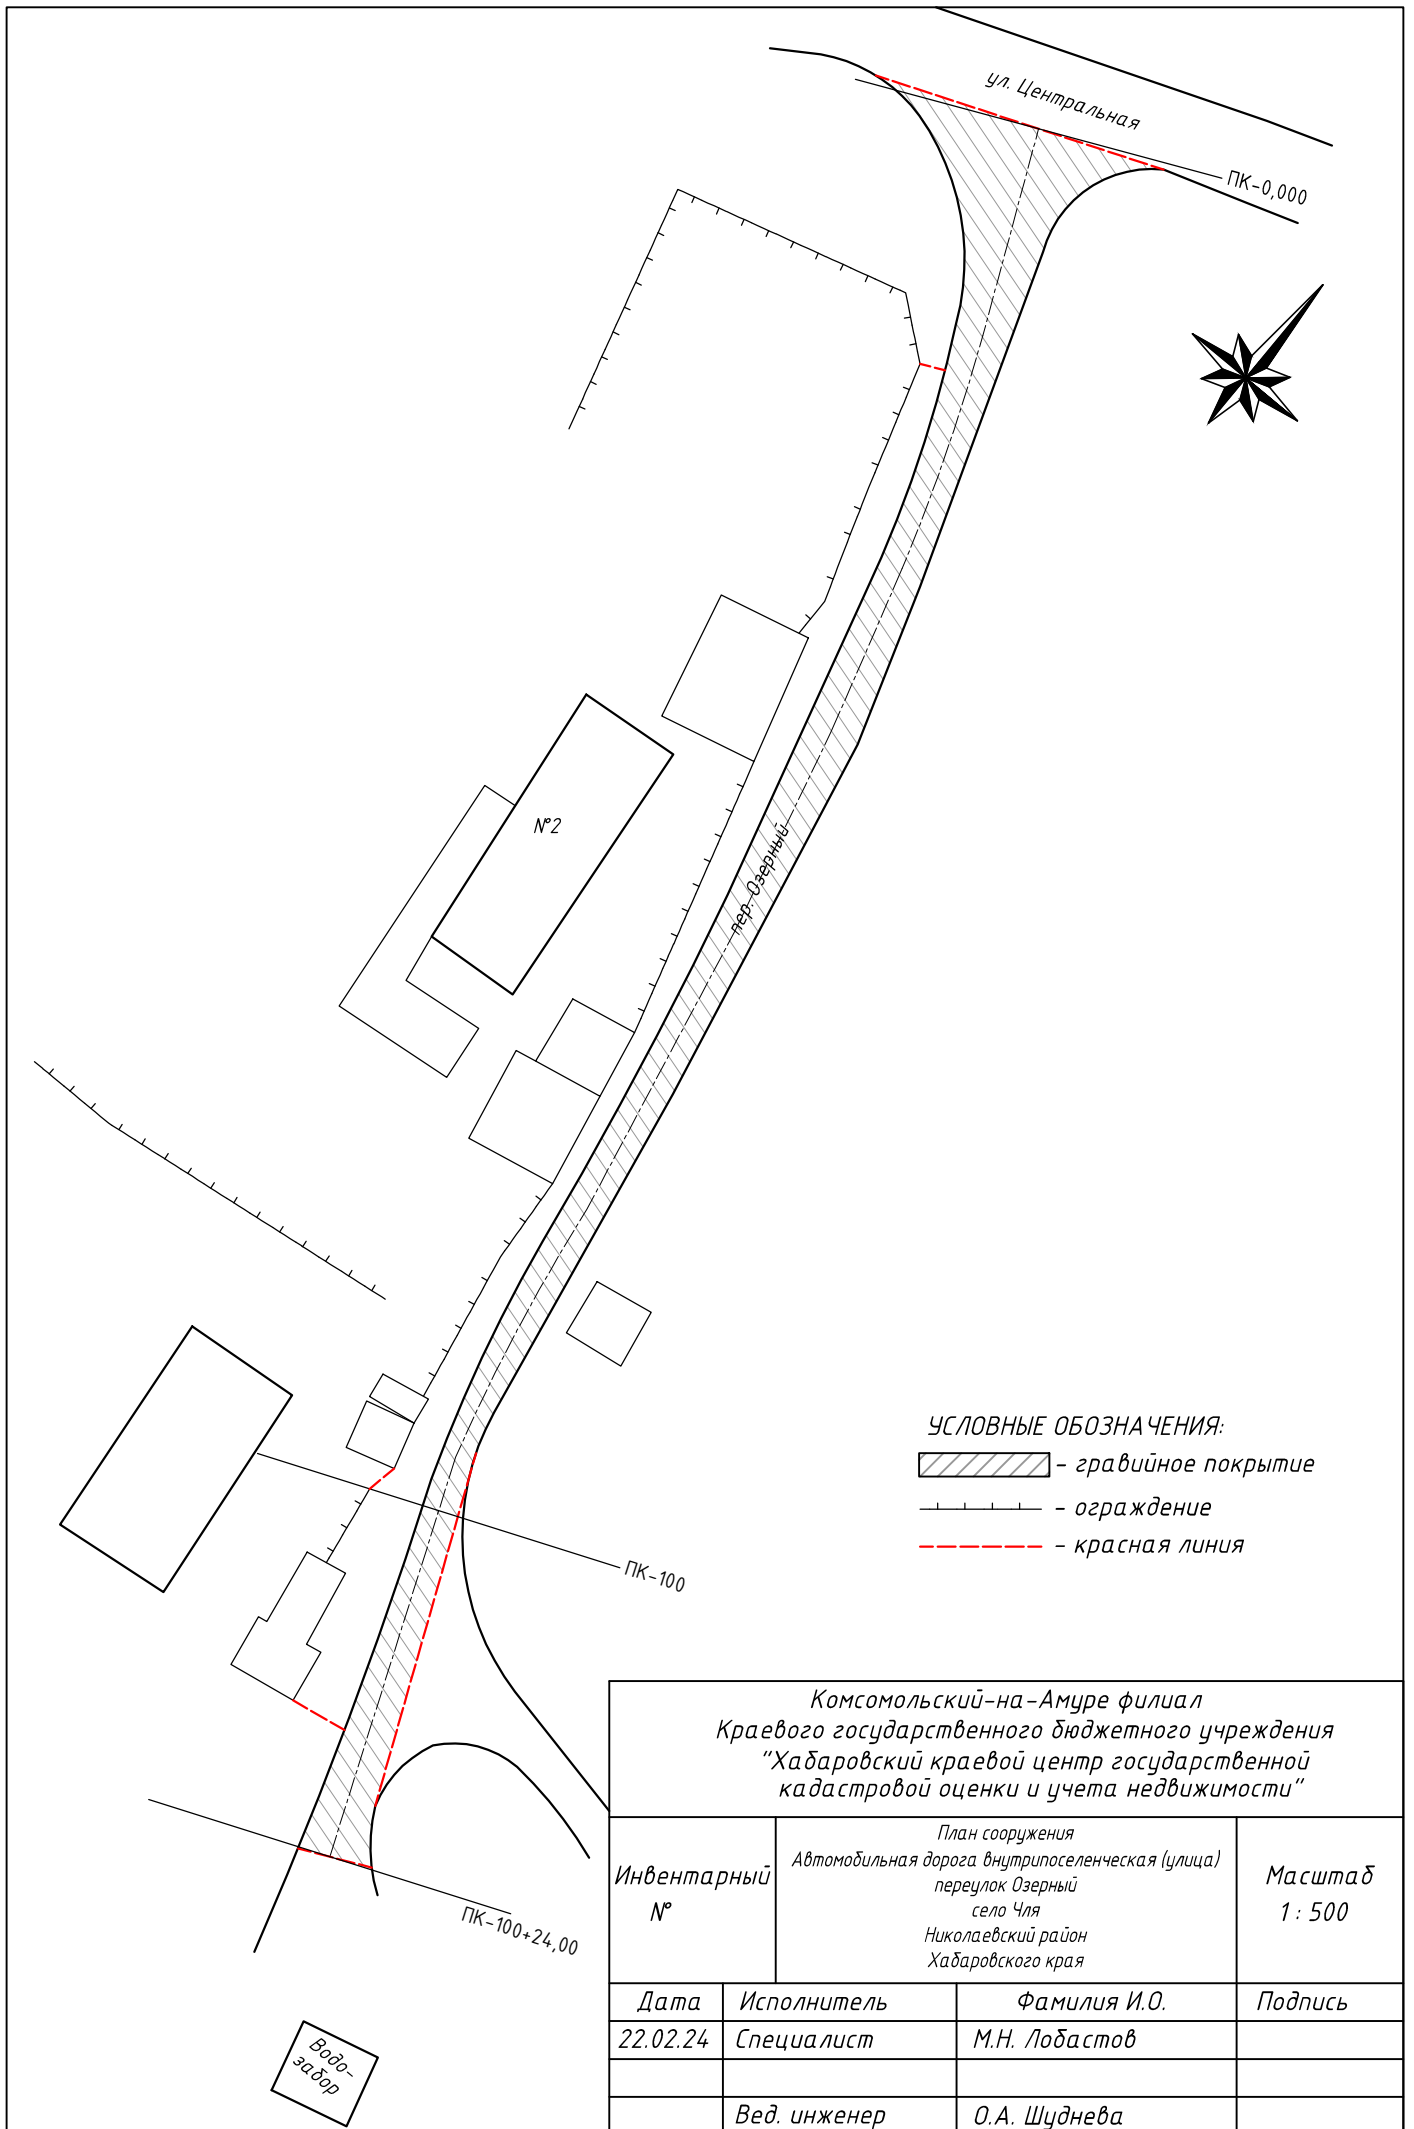 ул. Центральная
ПК-0,000
N°2
пер. Озерный
УСЛОВНЫЕ ОБОЗНАЧЕНИЯ:
- гравийное покрытие
- ограждение
- красная линия
ПК-100
ПК-100+24,00
Водо-
забор
Комсомольский-на-Амуре филиал
Краевого государственного бюджетного учреждения
"Хабаровский краевой центр государственной
кадастровой оценки и учета недвижимости"
Инвентарный
N°
План сооружения
Автомобильная дорога внутрипоселенческая (улица)
переулок Озерный
село Чля
Николаевский район
Хабаровского края
Масштаб
1 : 500
Дата Исполнитель Фамилия И.О. Подпись
22.02.24 Специалист М.Н. Лобастов
Вед. инженер О.А. Шуднева